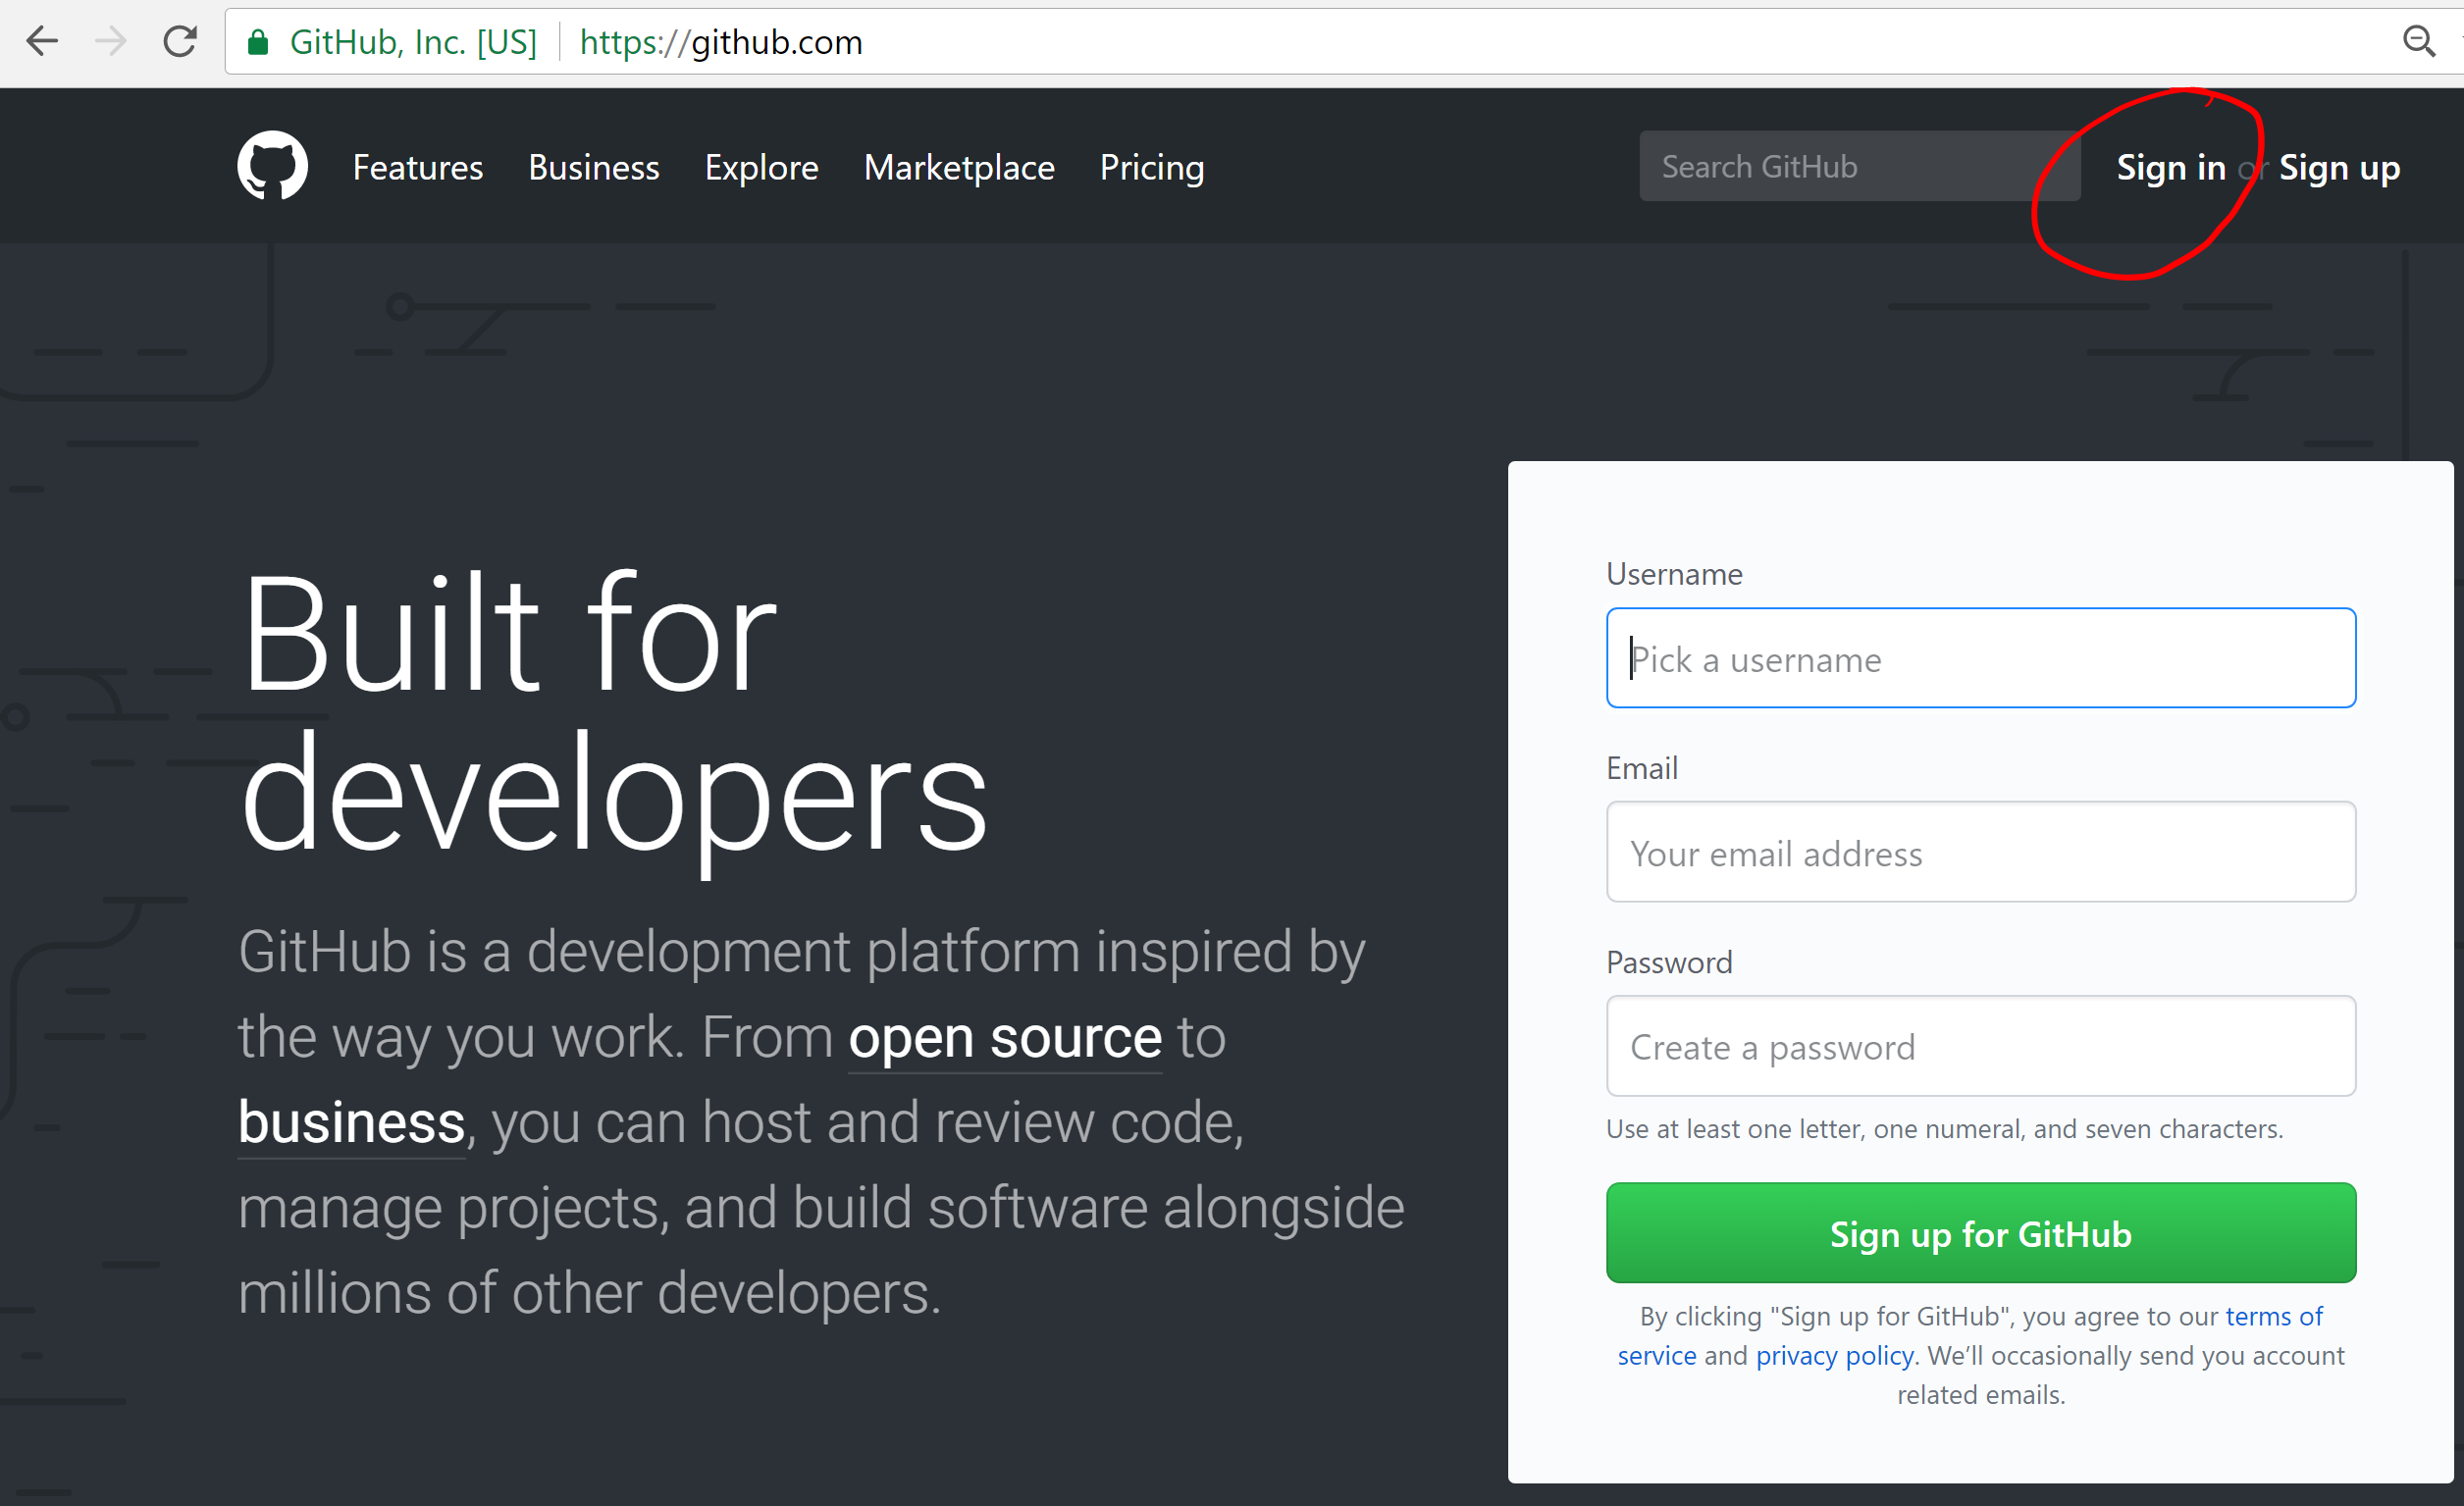 GitHub, Inc. [US] https://github.com
Features Business Explore Marketplace Pricing Search GitHub Sign in or Sign up
Built for
developers
GitHub is a development platform inspired by
the way you work. From open source to
business, you can host and review code,
manage projects, and build software alongside
millions of other developers.
Username
Pick a username
Email
Your email address
Password
Create a password
Use at least one letter, one numeral, and seven characters.
Sign up for GitHub
By clicking "Sign up for GitHub", you agree to our terms of
service and privacy policy. We’ll occasionally send you account
related emails.